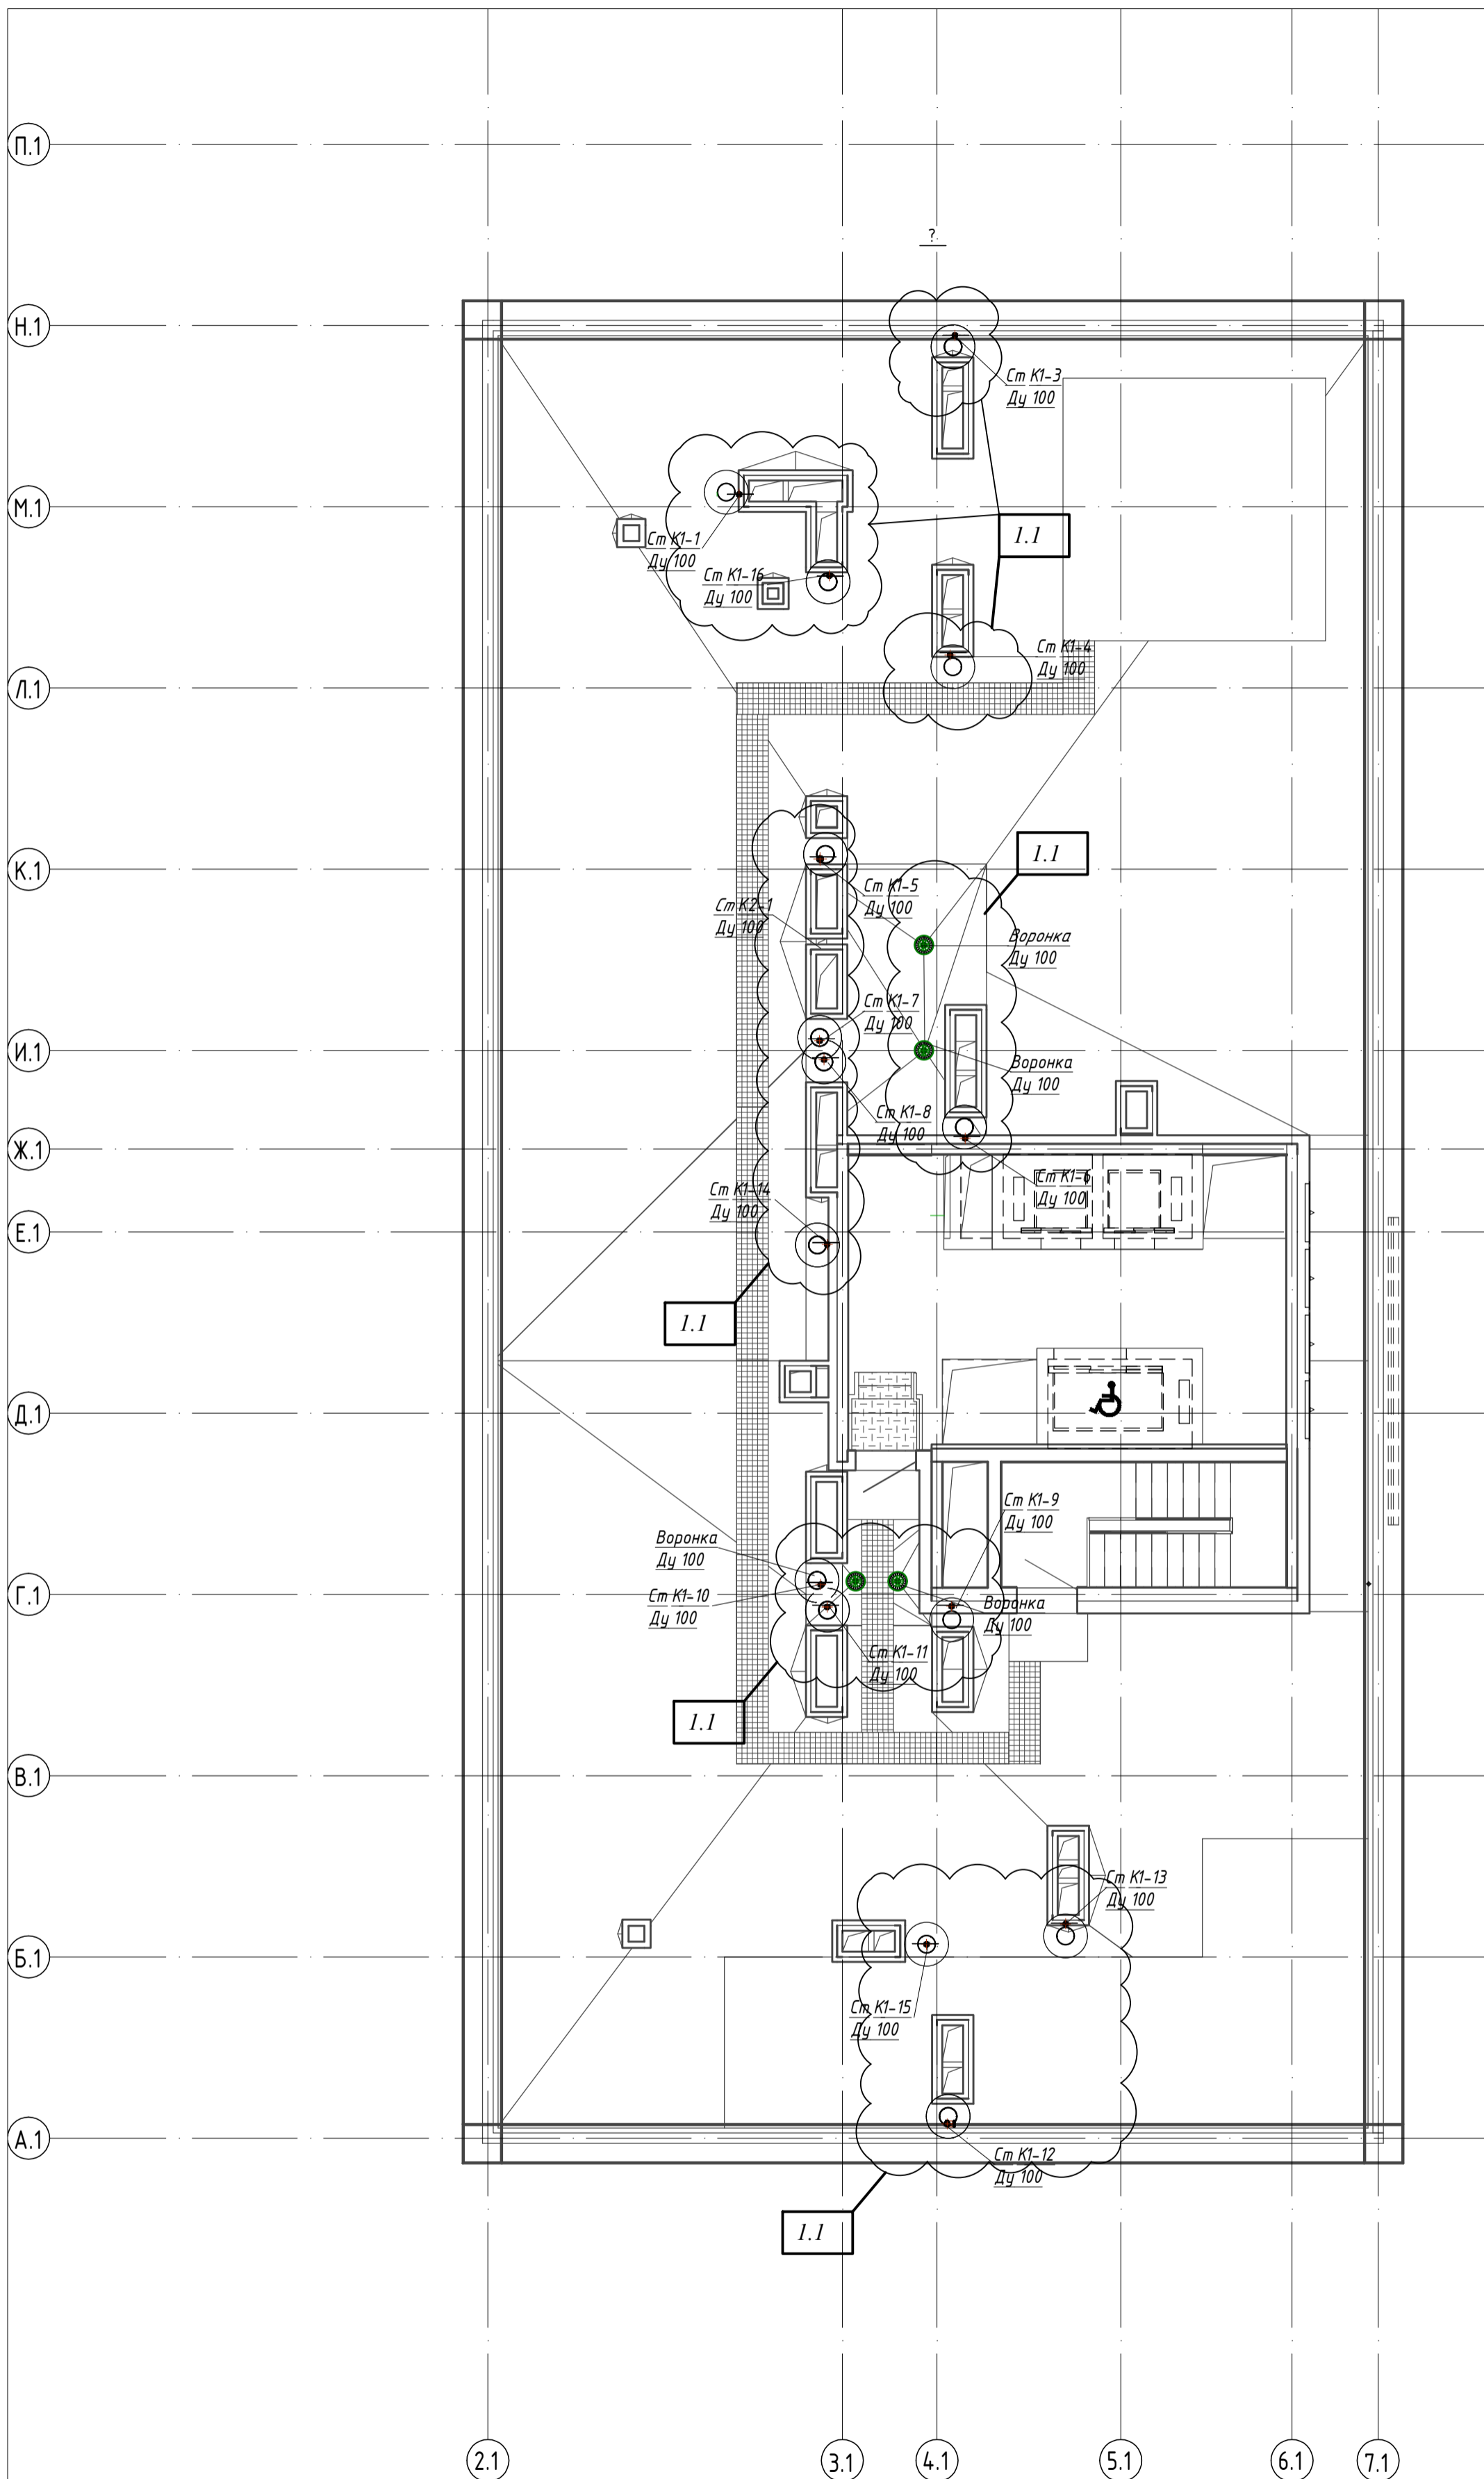 П.1
?
Н.1
Ст К1-3
Ду 100
М.1
1.1
Ст К1-1
Ду 100
Ст К1-16
Ду 100
Ст К1-4
Ду 100
Л.1
1.1
К.1
Ст К1-5
Ду 100
Ст К2-1
Ду 100
Воронка
Ду 100
Ст К1-7
Ду 100
И.1
Воронка
Ду 100
Ст К1-8
Ду 100
Ж.1
Ст К1-6
Ду 100
Ст К1-14
Ду 100
Е.1
1.1
Д.1
Ст К1-9
Ду 100
Воронка
Ду 100
Г.1
Ст К1-10
Ду 100
Воронка
Ду 100
Ст К1-11
Ду 100
1.1
В.1
Ст К1-13
Ду 100
Б.1
Ст К1-15
Ду 100
А.1
Ст К1-12
Ду 100
1.1
2.1
3.1
4.1
5.1
6.1
7.1